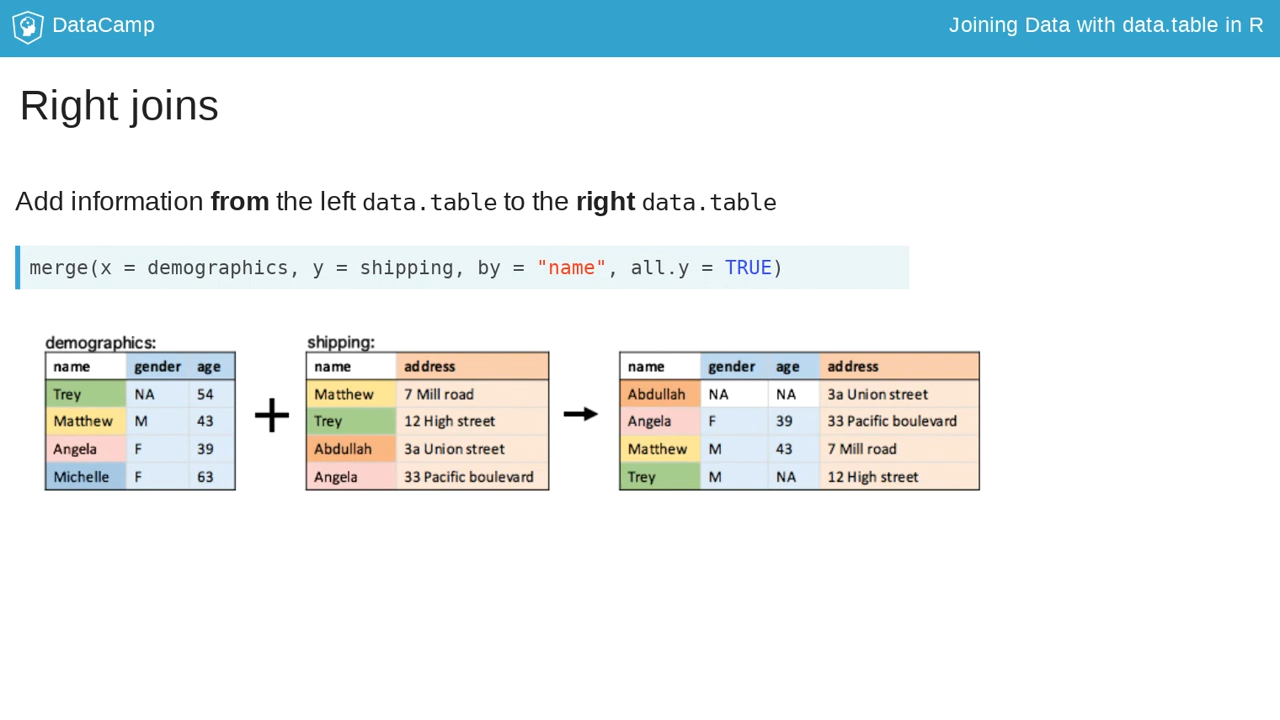 DataCamp
Joining Data with data.table in R
Right joins
Add information from the left data.table to the right data.table
merge(x = demographics, y = shipping, by = "name", all.y = TRUE)
demographics:
name gender age
Trey NA 54
Matthew M 43
Angela F 39
Michelle F 63
+
shipping:
name address
Matthew 7 Mill road
Trey 12 High street
Abdullah 3a Union street
Angela 33 Pacific boulevard
name gender age address
Abdullah NA NA 3a Union street
Angela F 39 33 Pacific boulevard
Matthew M 43 7 Mill road
Trey M NA 12 High street